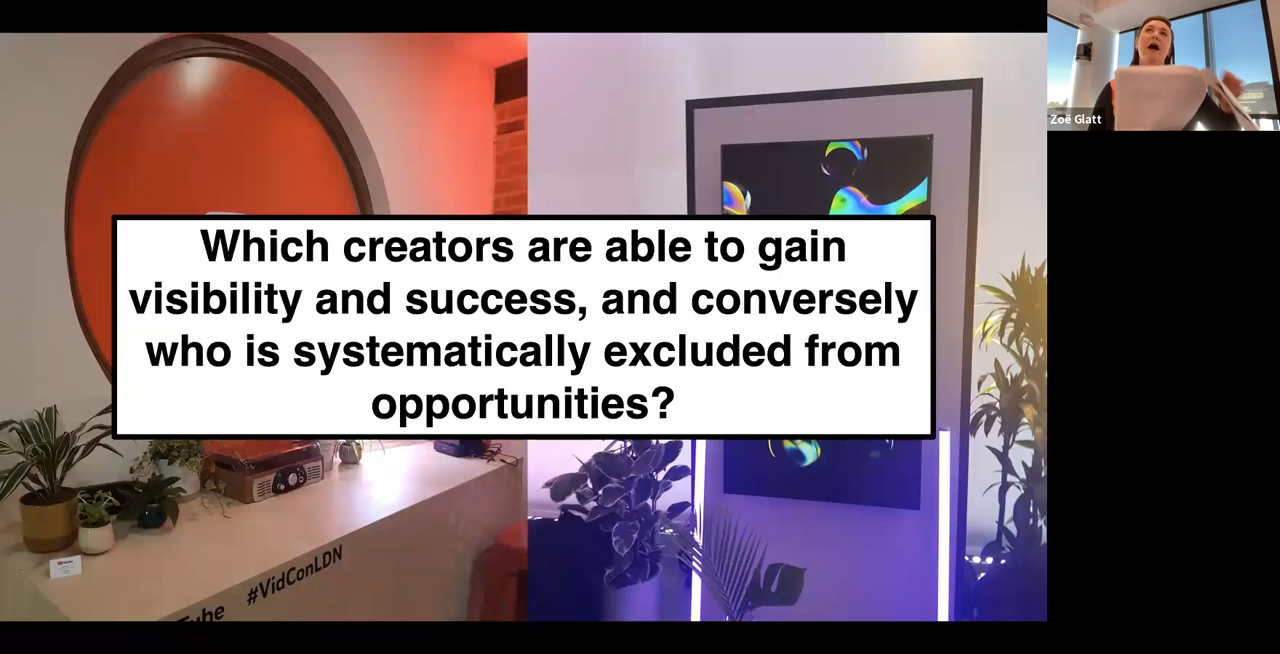 Which creators are able to gain
visibility and success, and conversely
who is systematically excluded from
opportunities?
Zoë Glatt
#VidConLDN